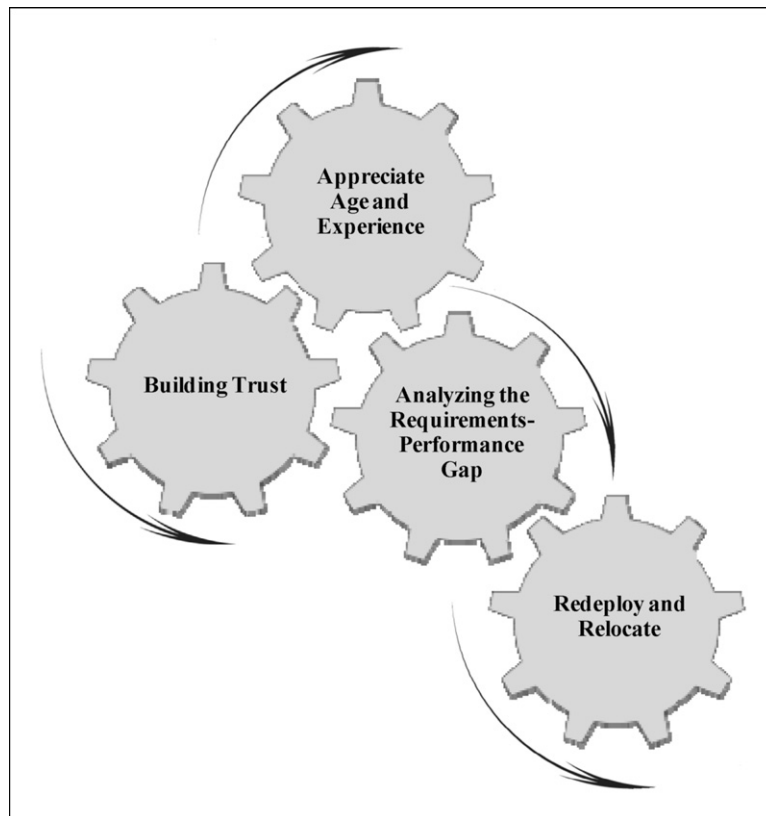 Appreciate
Age and
Experience
Building Trust
Analyzing the
Requirements-
Performance
Gap
Redeploy and
Relocate